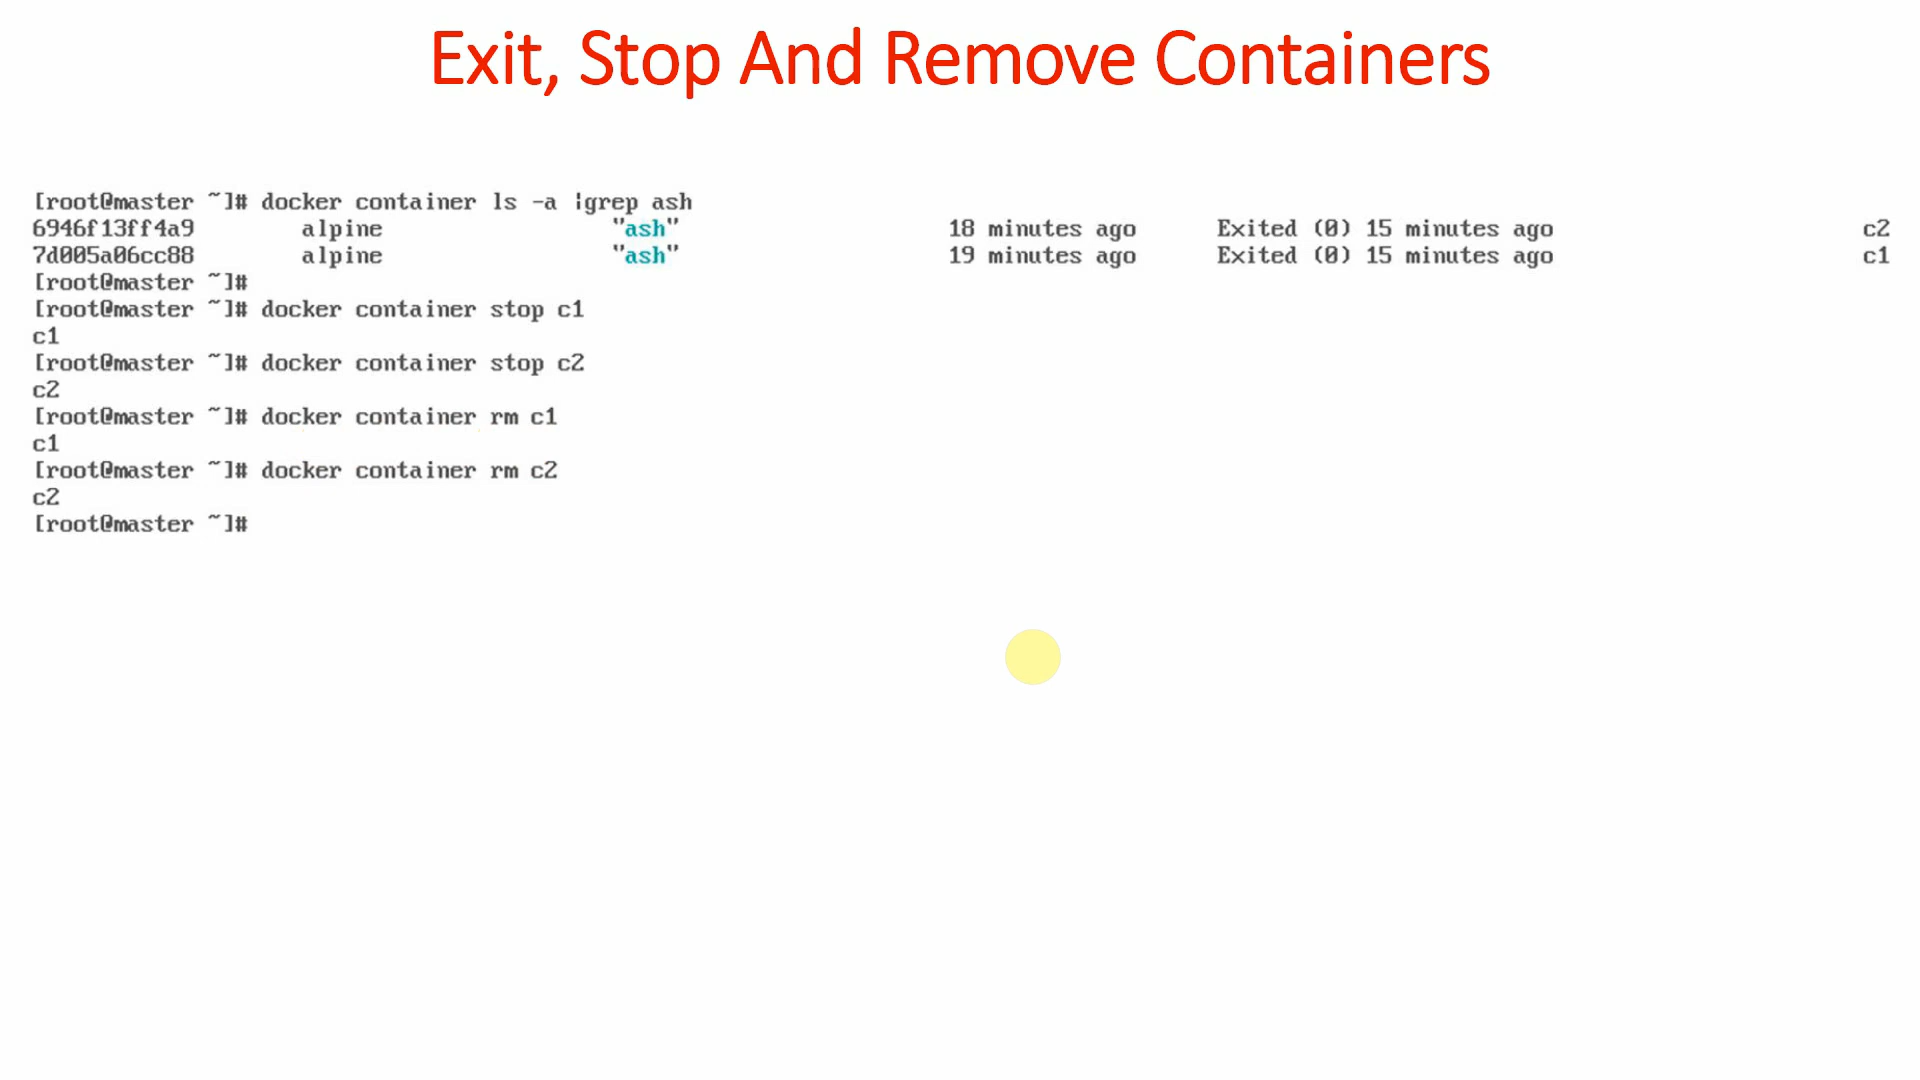 Exit, Stop And Remove Containers
[root@master ~]# docker container ls -a |grep ash
6946f13ff4a9 alpine "ash" 18 minutes ago Exited (0) 15 minutes ago c2
7d005a06cc88 alpine "ash" 19 minutes ago Exited (0) 15 minutes ago c1
[root@master ~]#
[root@master ~]# docker container stop c1
c1
[root@master ~]# docker container stop c2
c2
[root@master ~]# docker container rm c1
c1
[root@master ~]# docker container rm c2
c2
[root@master ~]#